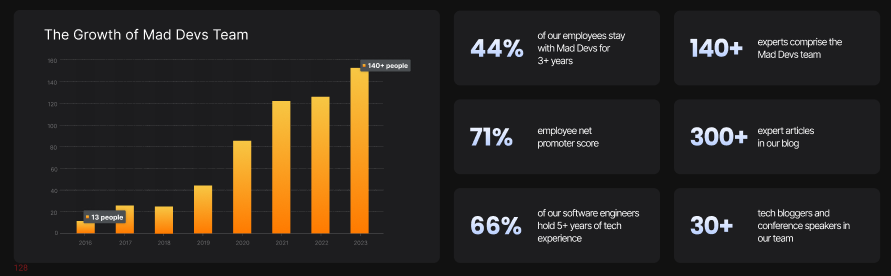 The Growth of Mad Devs Team
160
140+ people
140
120
100
80
60
40
20
13 people
0
2016 2017 2018 2019 2020 2021 2022 2023
44%
of our employees stay
with Mad Devs for
3+ years
140+
experts comprise the
Mad Devs team
71%
employee net
promoter score
300+
expert articles
in our blog
66%
of our software engineers
hold 5+ years of tech
experience
30+
tech bloggers and
conference speakers in
our team
128